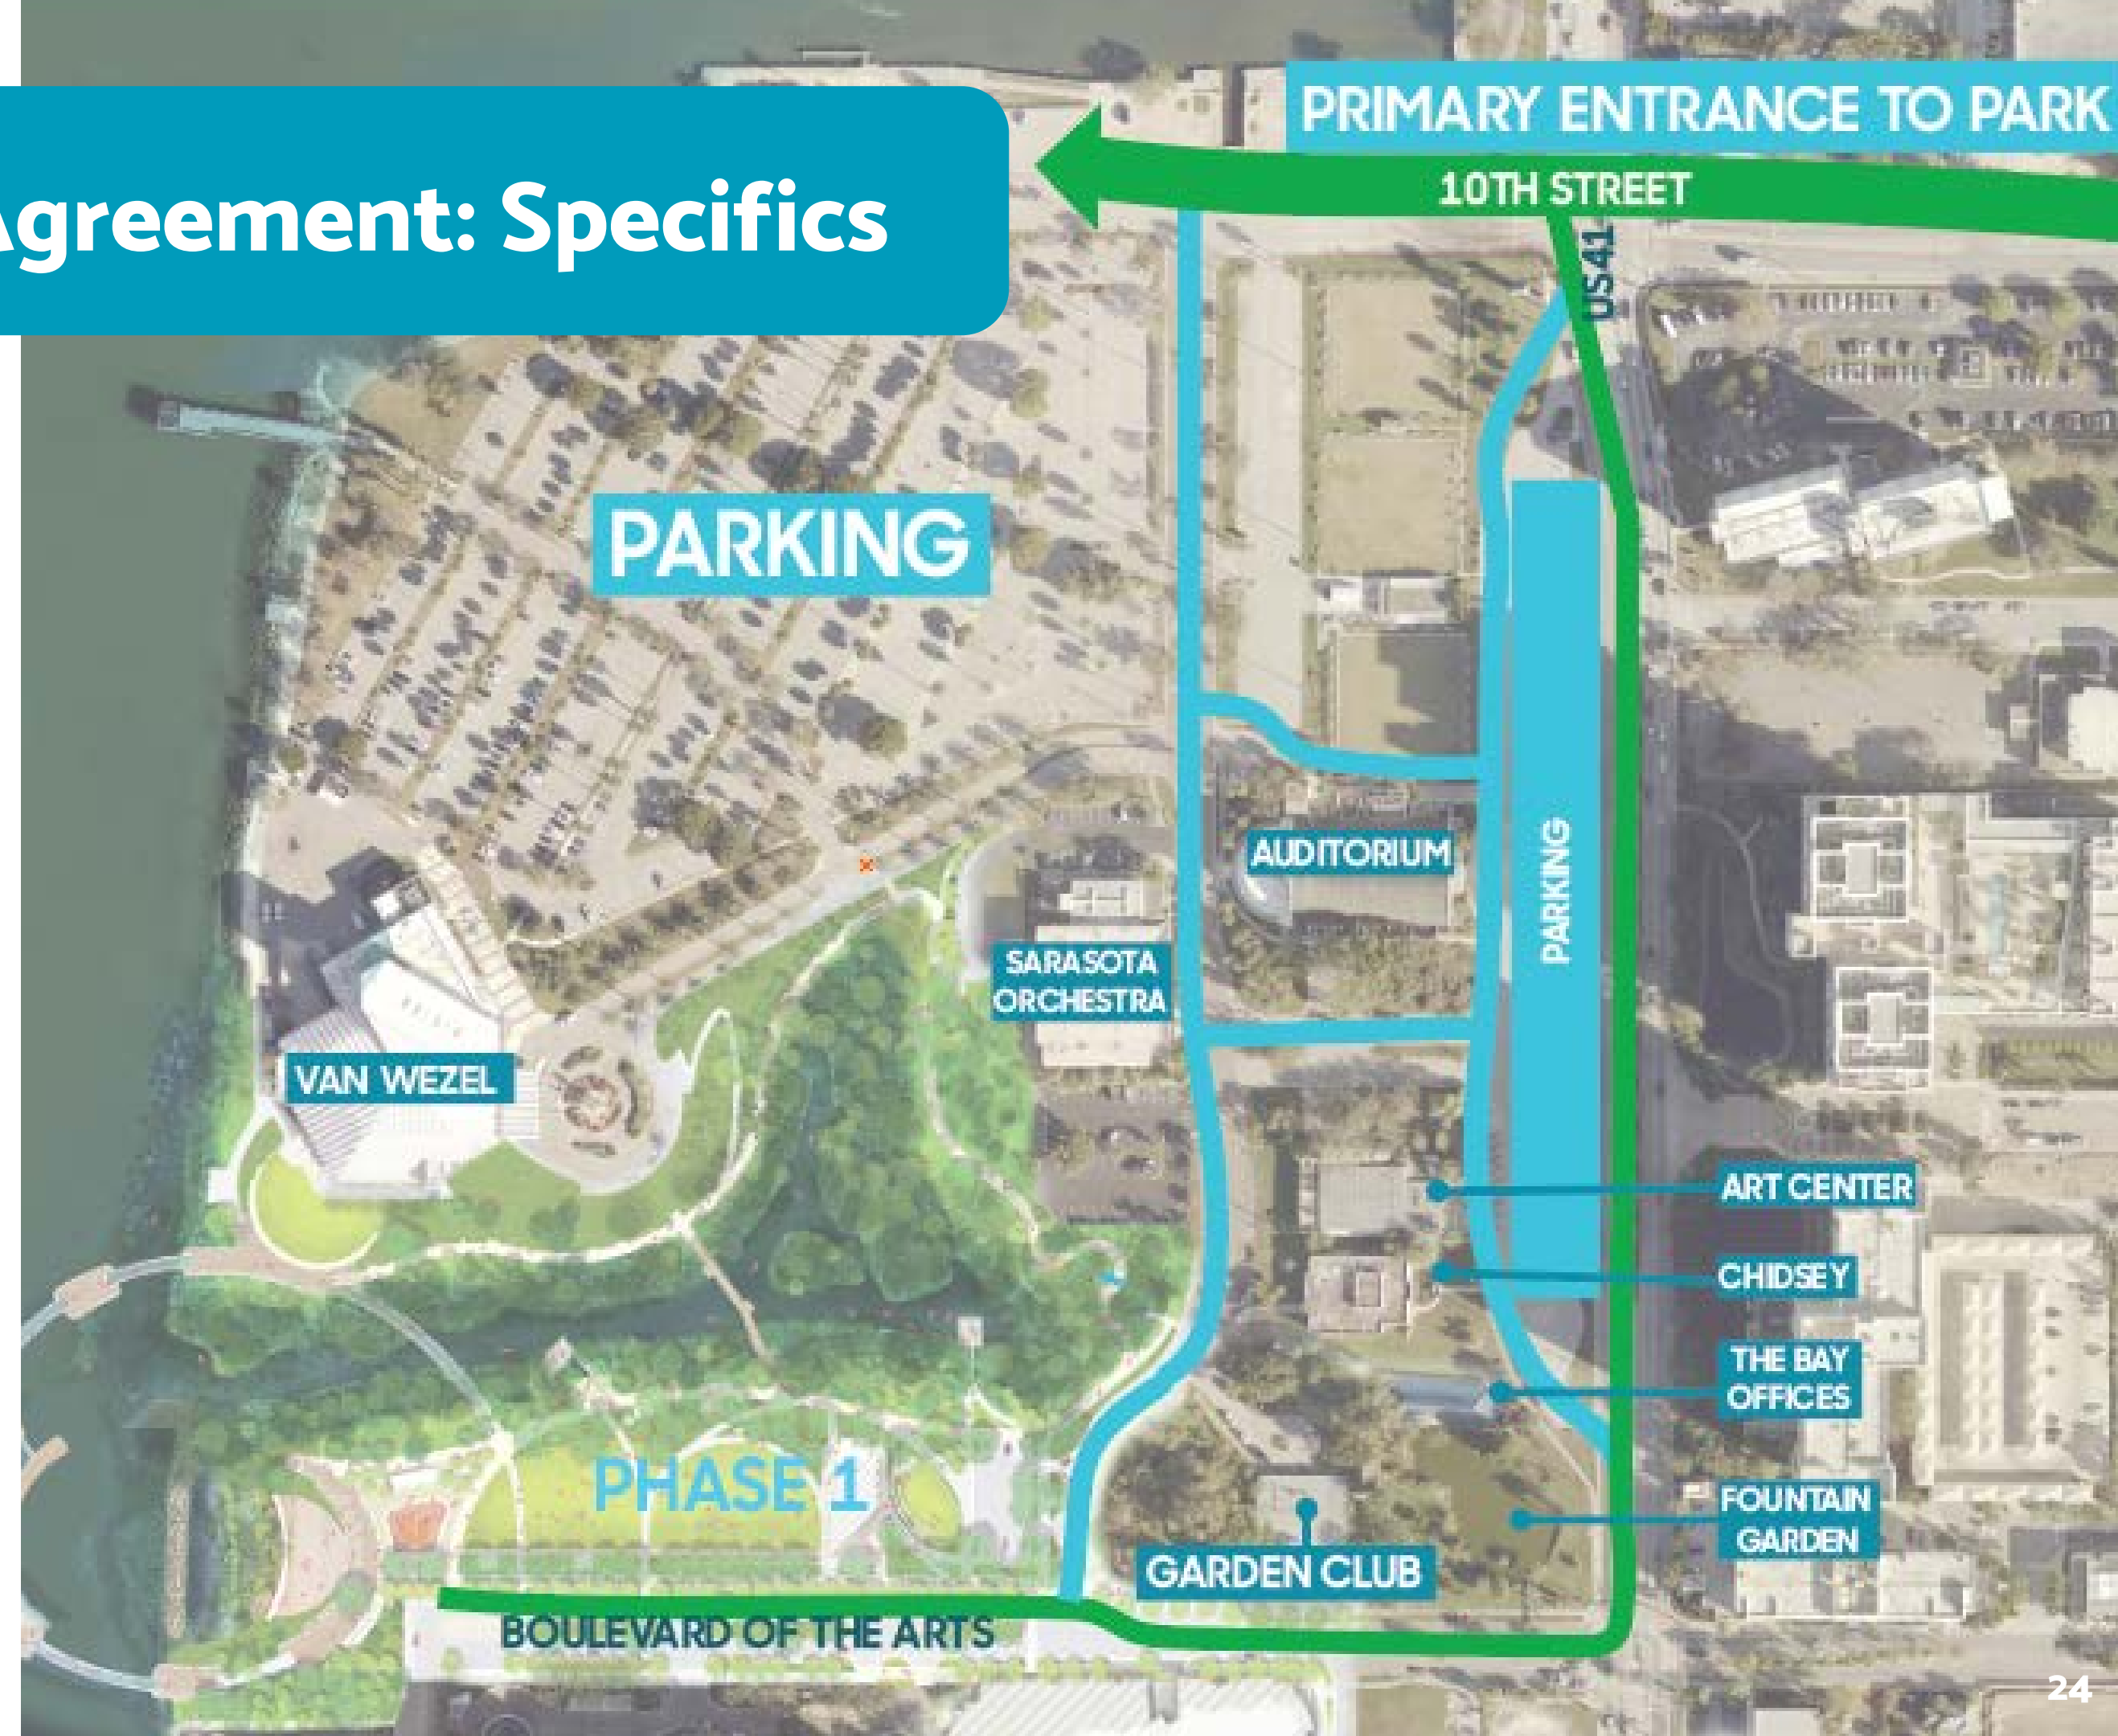 PRIMARY ENTRANCE TO PARK
Agreement: Specifics
10TH STREET
US41
PARKING
AUDITORIUM
PARKING
SARASOTA
ORCHESTRA
VAN WEZEL
ART CENTER
CHIDSEY
THE BAY
OFFICES
PHASE 1
FOUNTAIN
GARDEN
GARDEN CLUB
BOULEVARD OF THE ARTS
24